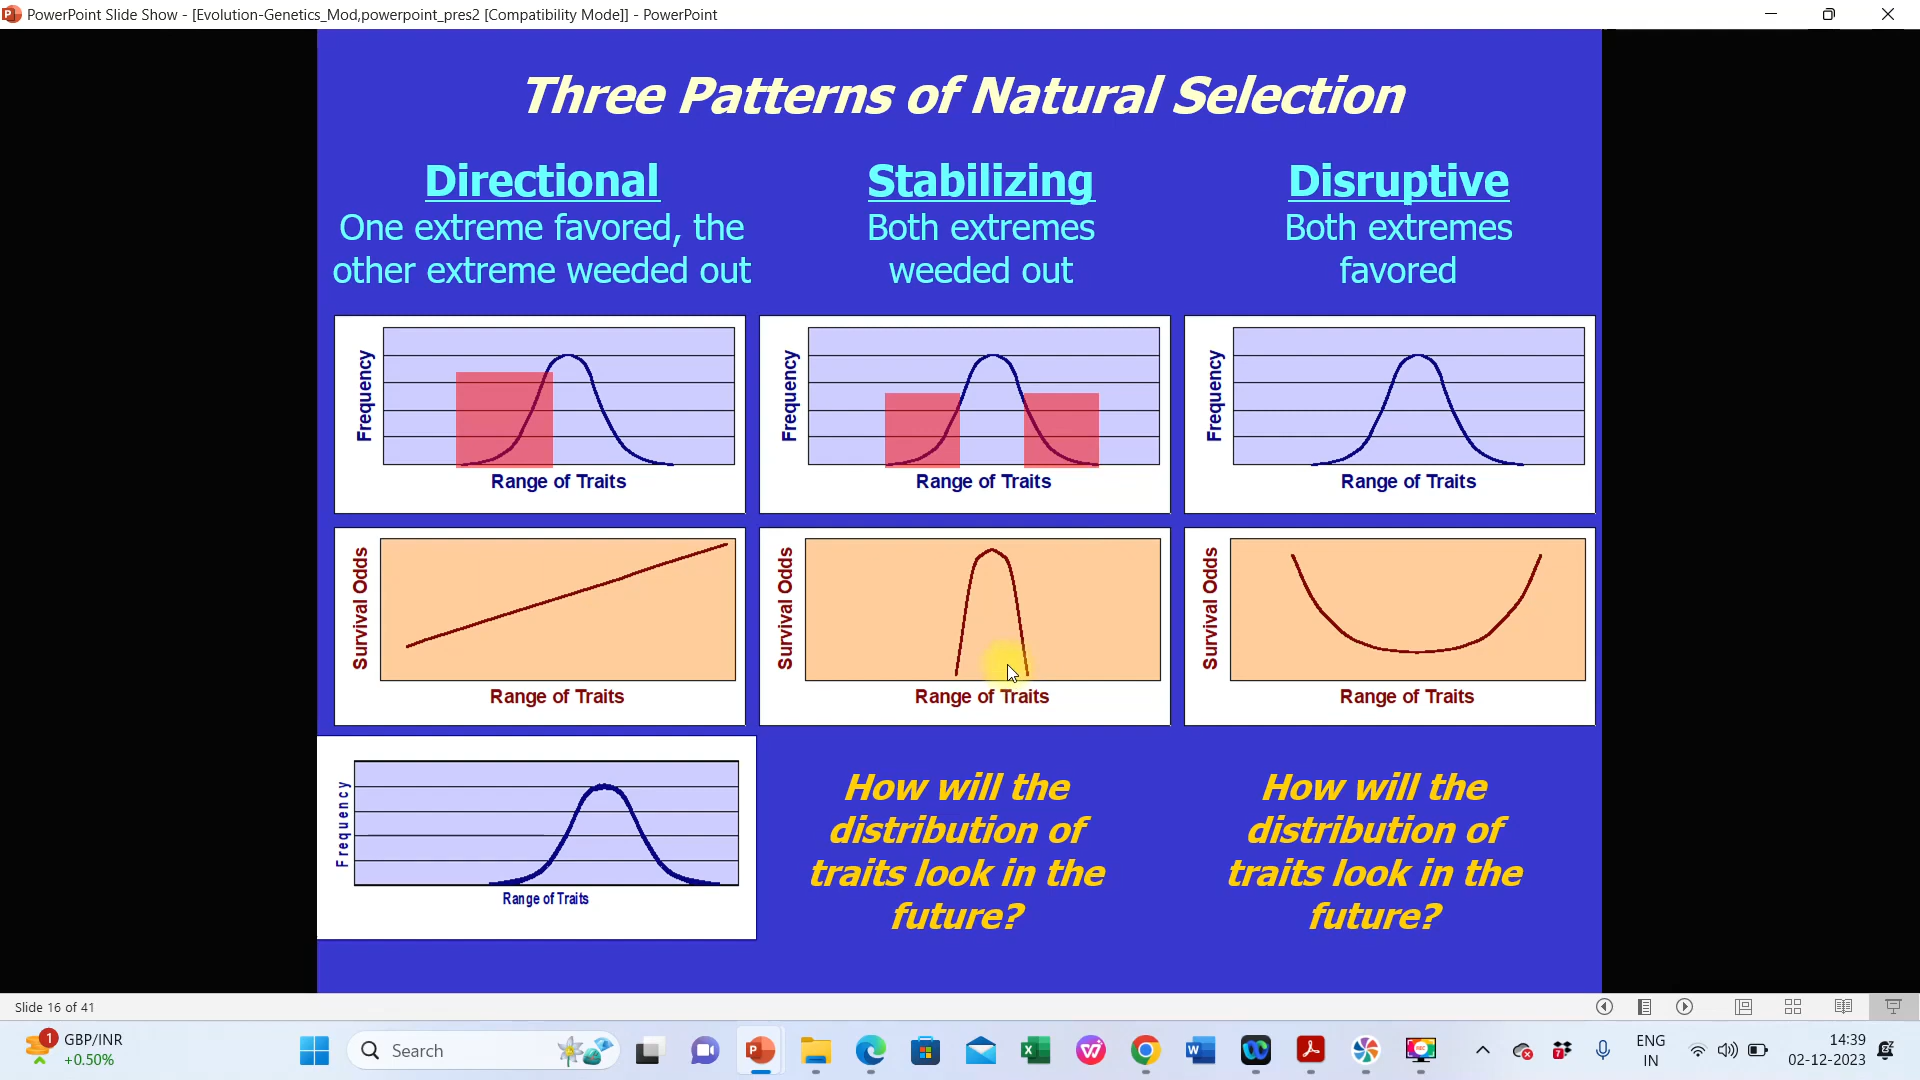 PowerPoint Slide Show - [Evolution-Genetics_Mod,powerpoint_pres2 [Compatibility Mode]] - PowerPoint
Three Patterns of Natural Selection
Directional
One extreme favored, the
other extreme weeded out
Stabilizing
Both extremes
weeded out
Disruptive
Both extremes
favored
Frequency
Range of Traits
Frequency
Range of Traits
Frequency
Range of Traits
Survival Odds
Range of Traits
Survival Odds
Range of Traits
Survival Odds
Range of Traits
Frequency
Range of Traits
How will the
distribution of
traits look in the
future?
How will the
distribution of
traits look in the
future?
Slide 16 of 41
1
GBP/INR
+0.50%
Search
ENG
IN
14:39
02-12-2023